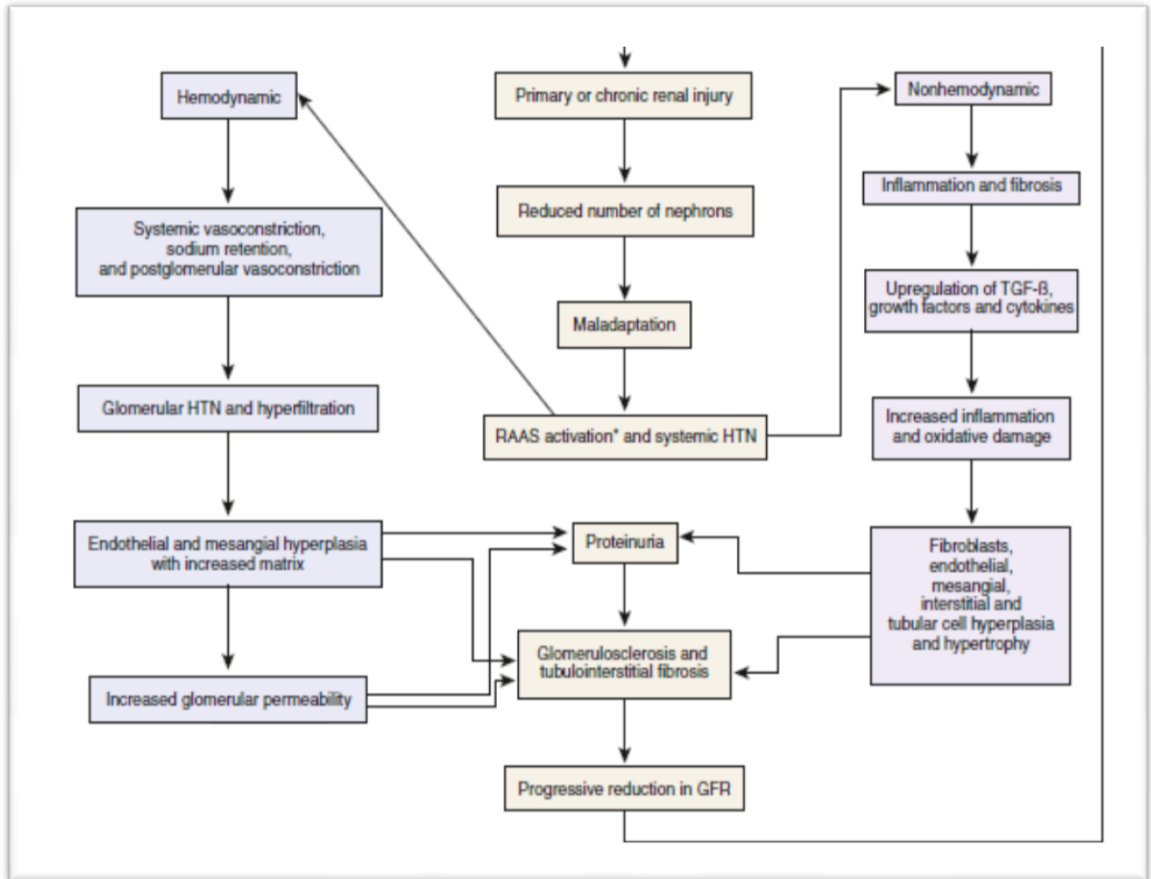 Hemodynamic
Systemic vasoconstriction,
sodium retention,
and postglomerular vasoconstriction
Glomerular HTN and hyperfiltration
Endothelial and mesangial hyperplasia
with increased matrix
Increased glomerular permeability
Primary or chronic renal injury
Reduced number of nephrons
Maladaptation
RAAS activation* and systemic HTN
Proteinuria
Glomerulosclerosis and
tubulointerstitial fibrosis
Progressive reduction in GFR
Nonhemodynamic
Inflammation and fibrosis
Upregulation of TGF-ß,
growth factors and cytokines
Increased inflammation
and oxidative damage
Fibroblasts,
endothelial,
mesangial,
interstitial and
tubular cell hyperplasia
and hypertrophy